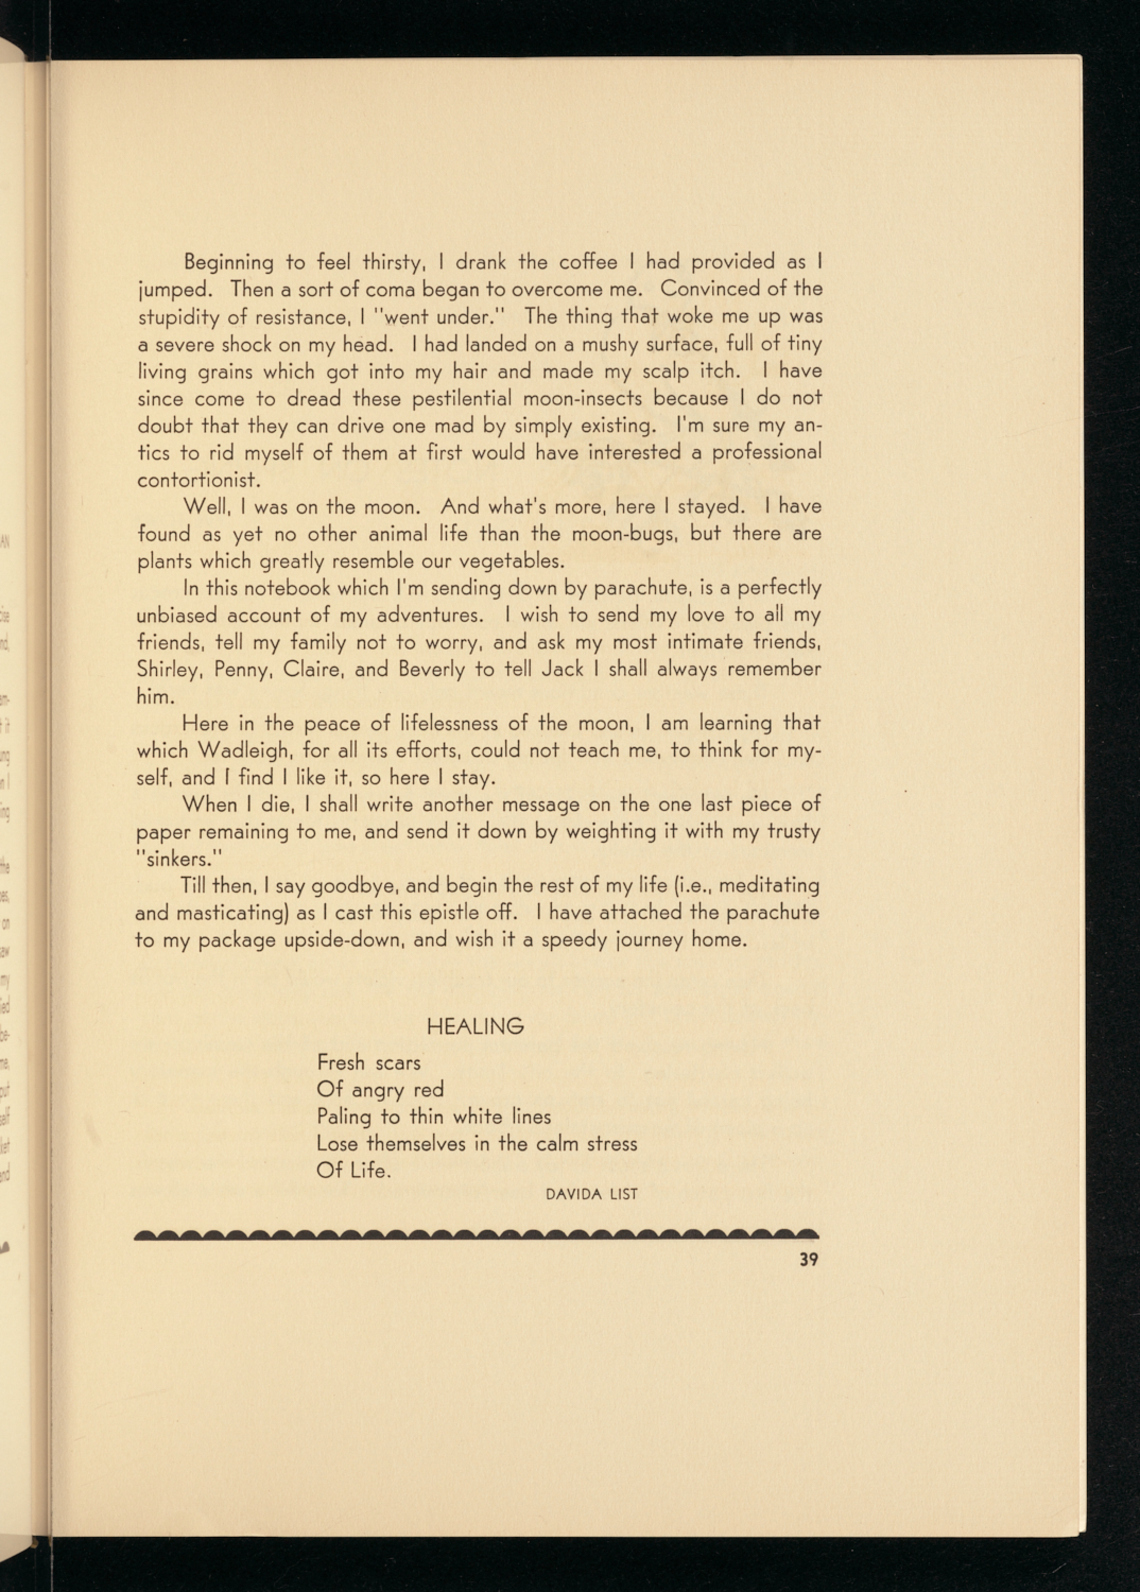 Beginning to feel thirsty, I drank the coffee I had provided as I
jumped. Then a sort of coma began to overcome me. Convinced of the
stupidity of resistance, I "went under." The thing that woke me up was
a severe shock on my head. I had landed on a mushy surface, full of tiny
living grains which got into my hair and made my scalp itch. I have
since come to dread these pestilential moon-insects because I do not
doubt that they can drive one mad by simply existing. I'm sure my an-
tics to rid myself of them at first would have interested a professional
contortionist.
Well, I was on the moon. And what's more, here I stayed. I have
found as yet no other animal life than the moon-bugs, but there are
plants which greatly resemble our vegetables.
In this notebook which I'm sending down by parachute, is a perfectly
unbiased account of my adventures. I wish to send my love to all my
friends, tell my family not to worry, and ask my most intimate friends,
Shirley, Penny, Claire, and Beverly to tell Jack I shall always remember
him.
Here in the peace of lifelessness of the moon, I am learning that
which Wadleigh, for all its efforts, could not teach me, to think for my-
self, and I find I like it, so here I stay.
When I die, I shall write another message on the one last piece of
paper remaining to me, and send it down by weighting it with my trusty
"sinkers."
Till then, I say goodbye, and begin the rest of my life (i.e., meditating
and masticating) as I cast this epistle off. I have attached the parachute
to my package upside-down, and wish it a speedy journey home.
HEALING
Fresh scars
Of angry red
Paling to thin white lines
Lose themselves in the calm stress
Of Life.
DAVIDA LIST
39